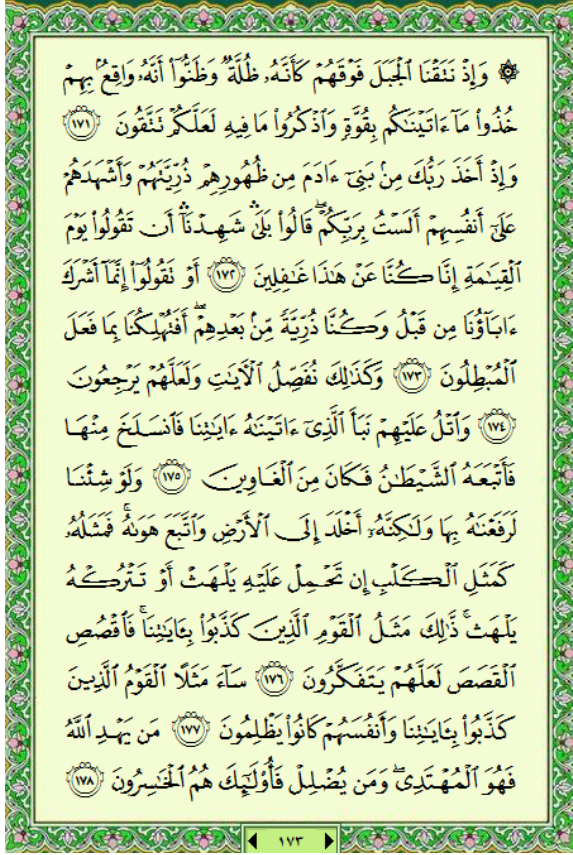 ۞ وَإِذْ نَتَقْنَا ٱلْجَبَلَ فَوْقَهُمْ كَأَنَّهُۥ ظُلَّةٌ وَظَنُّوٓا۟ أَنَّهُۥ وَاقِعٌۢ بِهِمْ
خُذُوا۟ مَآ ءَاتَيْنَٰكُم بِقُوَّةٍ وَٱذْكُرُوا۟ مَا فِيهِ لَعَلَّكُمْ تَتَّقُونَ ١٧١
وَإِذْ أَخَذَ رَبُّكَ مِنۢ بَنِىٓ ءَادَمَ مِن ظُهُورِهِمْ ذُرِّيَّتَهُمْ وَأَشْهَدَهُمْ
عَلَىٰٓ أَنفُسِهِمْ أَلَسْتُ بِرَبِّكُمْ ۖ قَالُوا۟ بَلَىٰ ۛ شَهِدْنَآ ۛ أَن تَقُولُوا۟ يَوْمَ
ٱلْقِيَٰمَةِ إِنَّا كُنَّا عَنْ هَٰذَا غَٰفِلِينَ ١٧٢ أَوْ تَقُولُوٓا۟ إِنَّمَآ أَشْرَكَ
ءَابَآؤُنَا مِن قَبْلُ وَكُنَّا ذُرِّيَّةً مِّنۢ بَعْدِهِمْ ۖ أَفَتُهْلِكُنَا بِمَا فَعَلَ
ٱلْمُبْطِلُونَ ١٧٣ وَكَذَٰلِكَ نُفَصِّلُ ٱلْءَايَٰتِ وَلَعَلَّهُمْ يَرْجِعُونَ
١٧٤ وَٱتْلُ عَلَيْهِمْ نَبَأَ ٱلَّذِىٓ ءَاتَيْنَٰهُ ءَايَٰتِنَا فَٱنسَلَخَ مِنْهَا
فَأَتْبَعَهُ ٱلشَّيْطَٰنُ فَكَانَ مِنَ ٱلْغَاوِينَ ١٧٥ وَلَوْ شِئْنَا
لَرَفَعْنَٰهُ بِهَا وَلَٰكِنَّهُۥٓ أَخْلَدَ إِلَى ٱلْأَرْضِ وَٱتَّبَعَ هَوَىٰهُ ۚ فَمَثَلُهُۥ
كَمَثَلِ ٱلْكَلْبِ إِن تَحْمِلْ عَلَيْهِ يَلْهَثْ أَوْ تَتْرُكْهُ
يَلْهَث ۚ ذَّٰلِكَ مَثَلُ ٱلْقَوْمِ ٱلَّذِينَ كَذَّبُوا۟ بِـَٔايَٰتِنَا ۚ فَٱقْصُصِ
ٱلْقَصَصَ لَعَلَّهُمْ يَتَفَكَّرُونَ ١٧٦ سَآءَ مَثَلًا ٱلْقَوْمُ ٱلَّذِينَ
كَذَّبُوا۟ بِـَٔايَٰتِنَا وَأَنفُسَهُمْ كَانُوا۟ يَظْلِمُونَ ١٧٧ مَن يَهْدِ ٱللَّهُ
فَهُوَ ٱلْمُهْتَدِى ۖ وَمَن يُضْلِلْ فَأُو۟لَٰٓئِكَ هُمُ ٱلْخَٰسِرُونَ ١٧٨
١٧٣